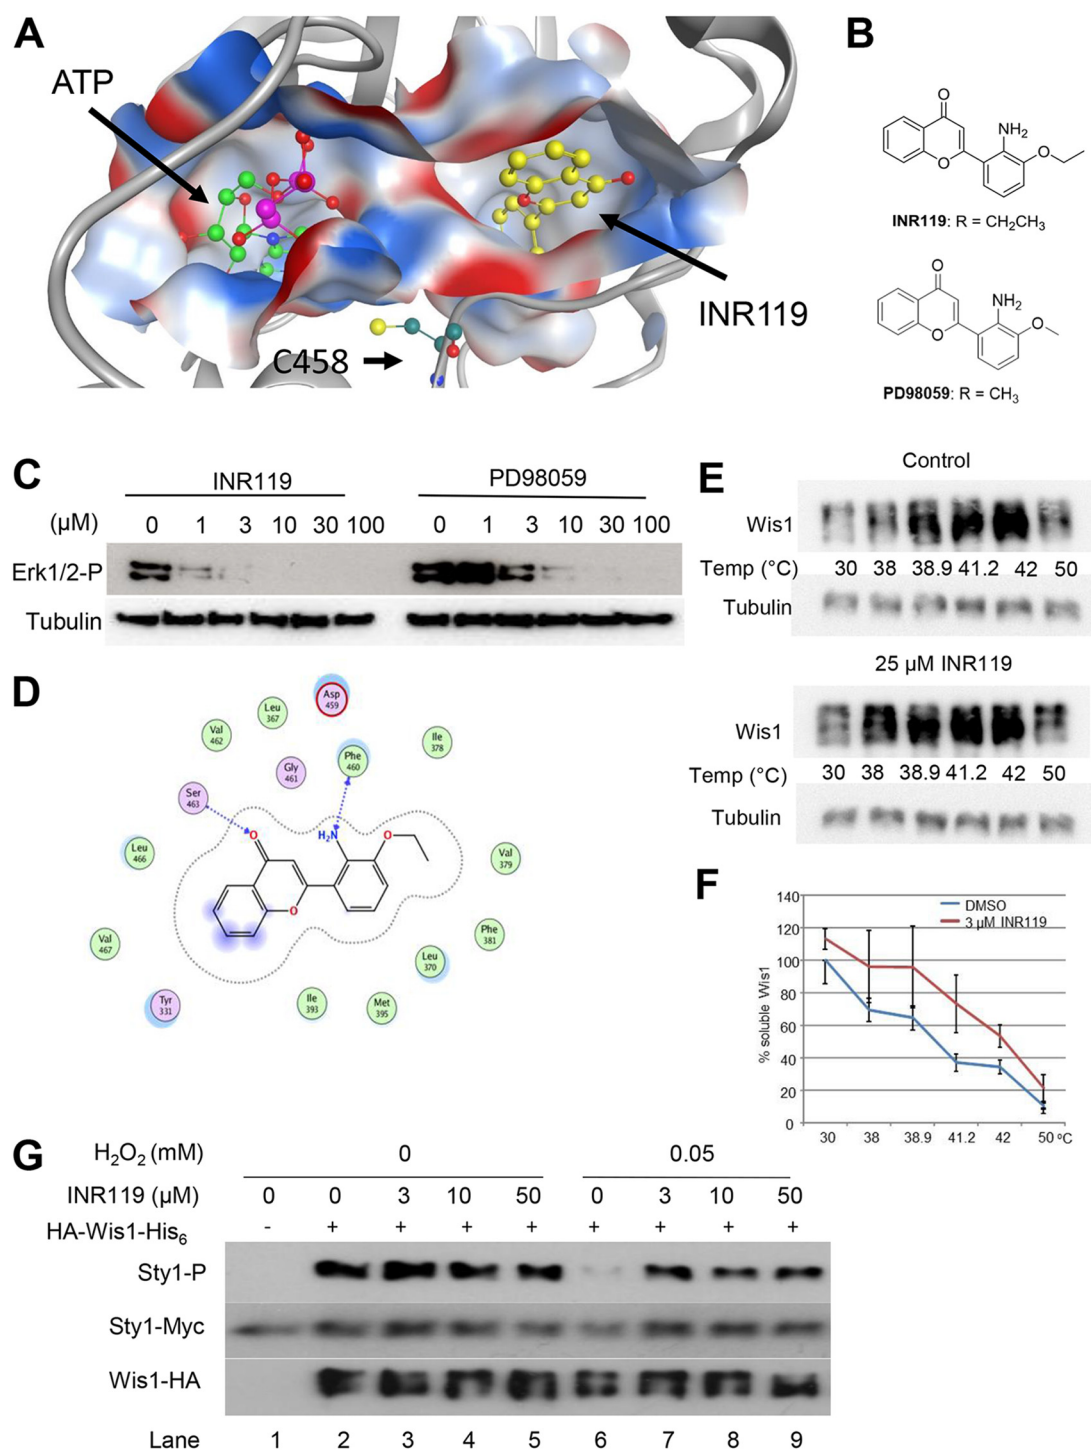 A
ATP
INR119
C458
B
O
O
NH₂
O
INR119: R = CH₂CH₃
O
O
NH₂
O
PD98059: R = CH₃
C
INR119 PD98059
(µM) 0 1 3 10 30 100 0 1 3 10 30 100
Erk1/2-P
Tubulin
D
Asp 459
Leu 367
Val 462
Ile 378
Phe 460
Gly 461
Ser 463
O
H₂N
O
O
Leu 466
Val 379
Phe 381
Val 467
Leu 370
Tyr 331
Ile 393
Met 395
E
Control
Wis1
Temp (°C) 30 38 38.9 41.2 42 50
Tubulin
25 µM INR119
Wis1
Temp (°C) 30 38 38.9 41.2 42 50
Tubulin
F
DMSO
3 µM INR119
% soluble Wis1
140
120
100
80
60
40
20
0
30 38 38.9 41.2 42 50 ºC
G
H₂O₂ (mM) 0 0.05
INR119 (µM) 0 0 3 10 50 0 3 10 50
HA-Wis1-His₆ - + + + + + + + +
Sty1-P
Sty1-Myc
Wis1-HA
Lane 1 2 3 4 5 6 7 8 9